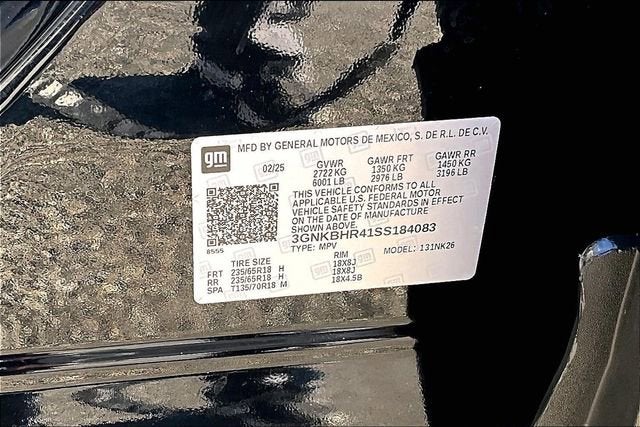 gm
MFD BY GENERAL MOTORS DE MEXICO, S. DE R.L. DE C.V.
02/25 GVWR GAWR FRT GAWR RR
2722 KG 1350 KG 1450 KG
6001 LB 2976 LB 3196 LB
THIS VEHICLE CONFORMS TO ALL
APPLICABLE U.S. FEDERAL MOTOR
VEHICLE SAFETY STANDARDS IN EFFECT
ON THE DATE OF MANUFACTURE
SHOWN ABOVE.
3GNKBHR41SS184083
8555 TYPE: MPV MODEL: 131NK26
TIRE SIZE RIM
FRT 235/65R18 H 18X8J
RR 235/65R18 H 18X8J
SPA T135/70R18 M 18X4.5B